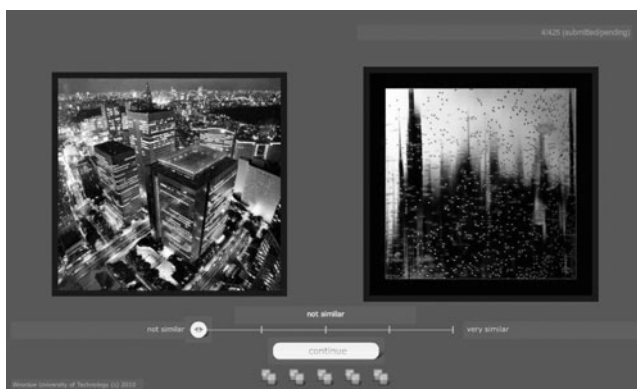 4/425 (submitted/pending)
not similar
not similar
very similar
continue
Wroclaw University of Technology (c) 2010